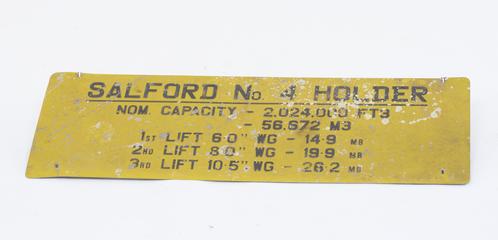 SALFORD No 4 HOLDER
NOM. CAPACITY - 2,024,000 FT3
- 56,672 M3
1ST LIFT 6·0" WG - 14·9 MB
2ND LIFT 8·0" WG - 19·9 MB
3RD LIFT 10·5" WG - 26·2 MB